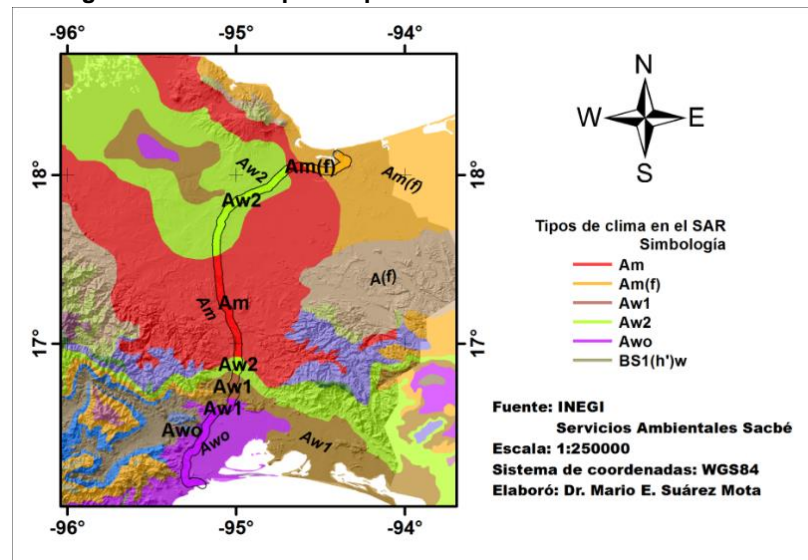 -96 -95 -94
N
W E
S
18° 18°
Am(f)
Aw2
Am(f)
Aw2
A(f)
Am
Am
17° 17°
Aw2
Aw1
Aw1
Awo
Awo
Aw1
-96 -95 -94
Tipos de clima en el SAR
Simbología
Am
Am(f)
Aw1
Aw2
Awo
BS1(h')w
Fuente: INEGI
Servicios Ambientales Sacbé
Escala: 1:250000
Sistema de coordenadas: WGS84
Elaboró: Dr. Mario E. Suárez Mota